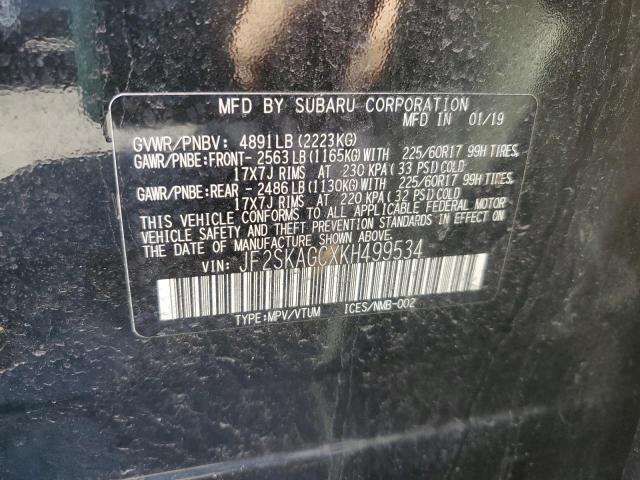 MFD BY SUBARU CORPORATION
MFD IN 01/19
GVWR/PNBV: 4891LB(2223KG)
GAWR/PNBE:FRONT- 2563LB(1165KG)WITH 225/60R17 99H TIRES,
17X7J RIMS AT 230 KPA(33 PSI)COLD
GAWR/PNBE:REAR - 2486LB(1130KG)WITH 225/60R17 99H TIRES,
17X7J RIMS AT 220 KPA(32 PSI)COLD
THIS VEHICLE CONFORMS TO ALL APPLICABLE FEDERAL MOTOR
VEHICLE SAFETY AND THEFT PREVENTION STANDARDS IN EFFECT ON
THE DATE OF MANUFACTURE SHOWN ABOVE.
VIN: JF2SKAGCXKH499534
TYPE:MPV/VTUM ICES/NMB-002